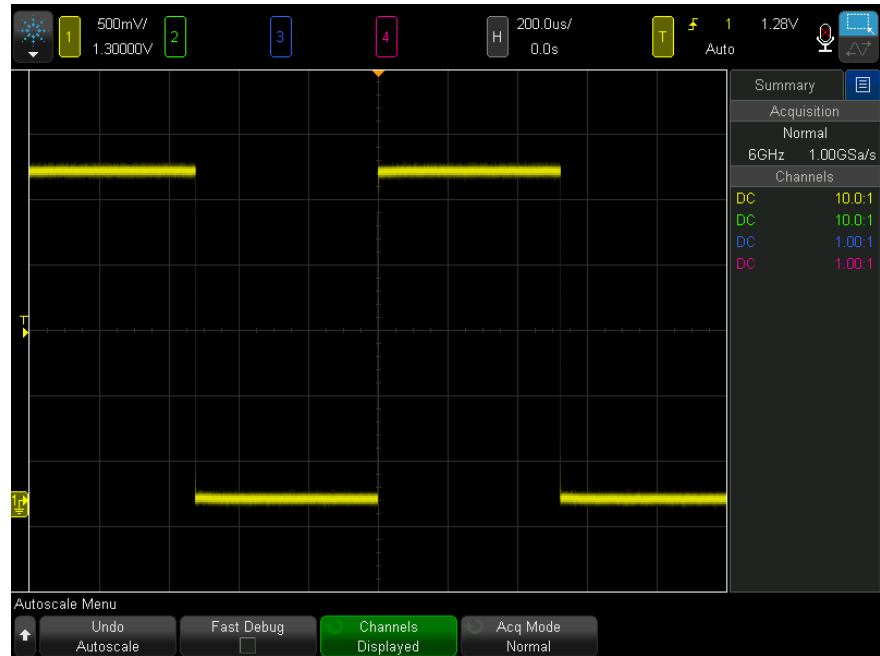 1 500mV/ 2 3 4 H 200.0us/ T 1 1.28V
1.30000V 0.0s Auto
Summary
Acquisition
Normal
6GHz 1.00GSa/s
Channels
DC 10.0:1
DC 10.0:1
DC 1.00:1
DC 1.00:1
T
1
Autoscale Menu
Undo Autoscale
Fast Debug
Channels Displayed
Acq Mode Normal